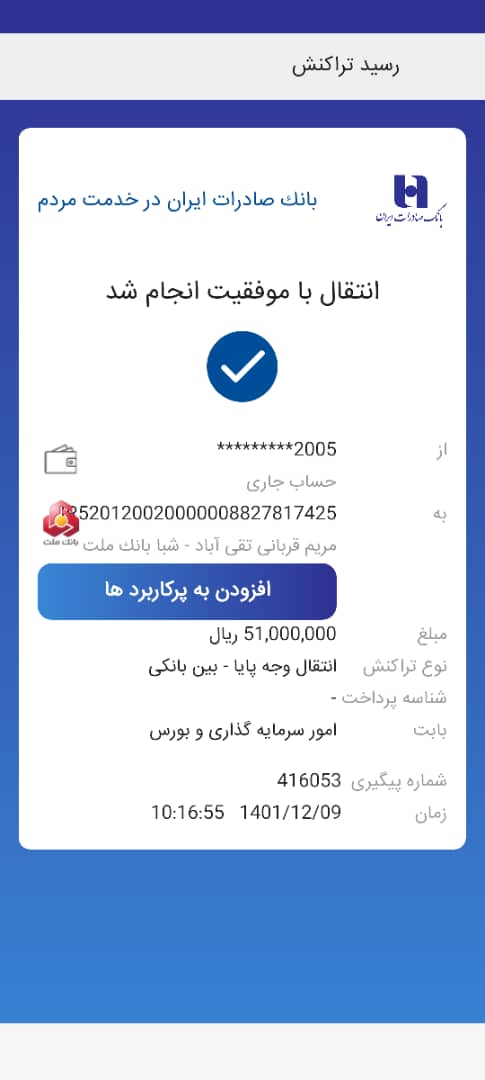 رسید تراکنش
بانك صادرات ایران در خدمت مردم
بانک صادرات ایران
انتقال با موفقیت انجام شد
از *********2005
حساب جاری
به 8520120020000008827817425
مریم قربانی تقی آباد - شبا بانك ملت
بانک ملت
افزودن به پرکاربرد ها
مبلغ 51,000,000 ریال
نوع تراکنش انتقال وجه پایا - بین بانکی
شناسه پرداخت -
بابت امور سرمایه گذاری و بورس
شماره پیگیری 416053
زمان 1401/12/09 10:16:55